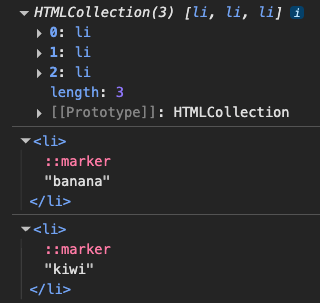 HTMLCollection(3) [li, li, li] i
0: li
1: li
2: li
length: 3
[[Prototype]]: HTMLCollection
<li>
::marker
"banana"
</li>
<li>
::marker
"kiwi"
</li>